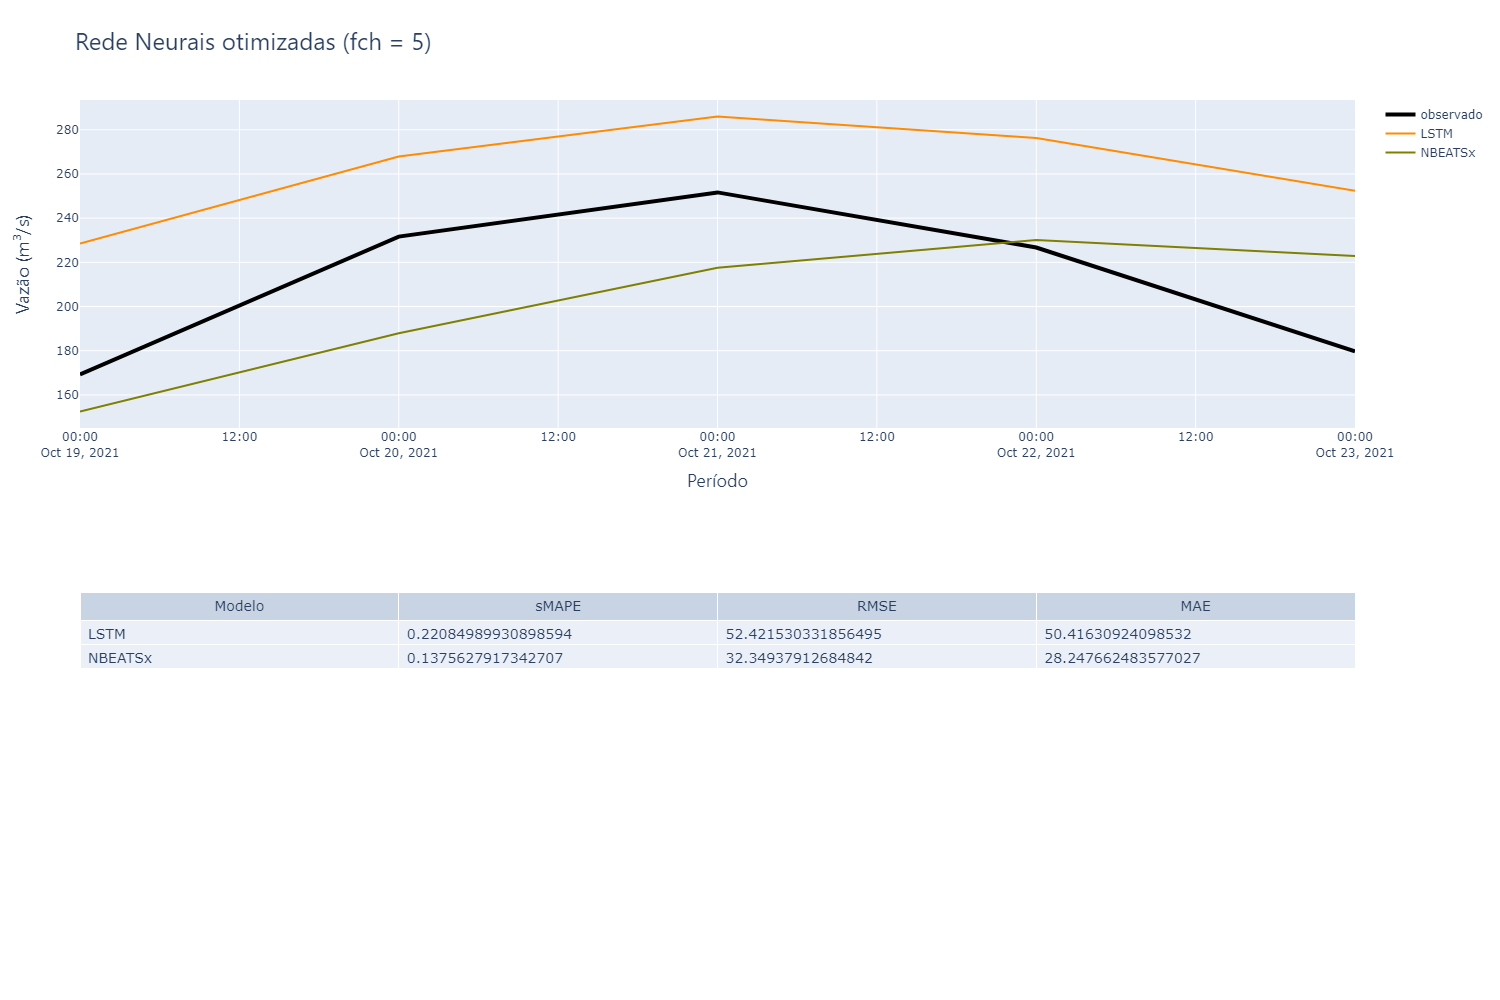 Rede Neurais otimizadas (fch = 5)
observado
LSTM
NBEATSx
Vazão (m³/s)
280
260
240
220
200
180
160
00:00 12:00 00:00 12:00 00:00 12:00 00:00 12:00 00:00
Oct 19, 2021 Oct 20, 2021 Oct 21, 2021 Oct 22, 2021 Oct 23, 2021
Período
Modelo sMAPE RMSE MAE
LSTM 0.22084989930898594 52.421530331856495 50.41630924098532
NBEATSx 0.1375627917342707 32.34937912684842 28.247662483577027